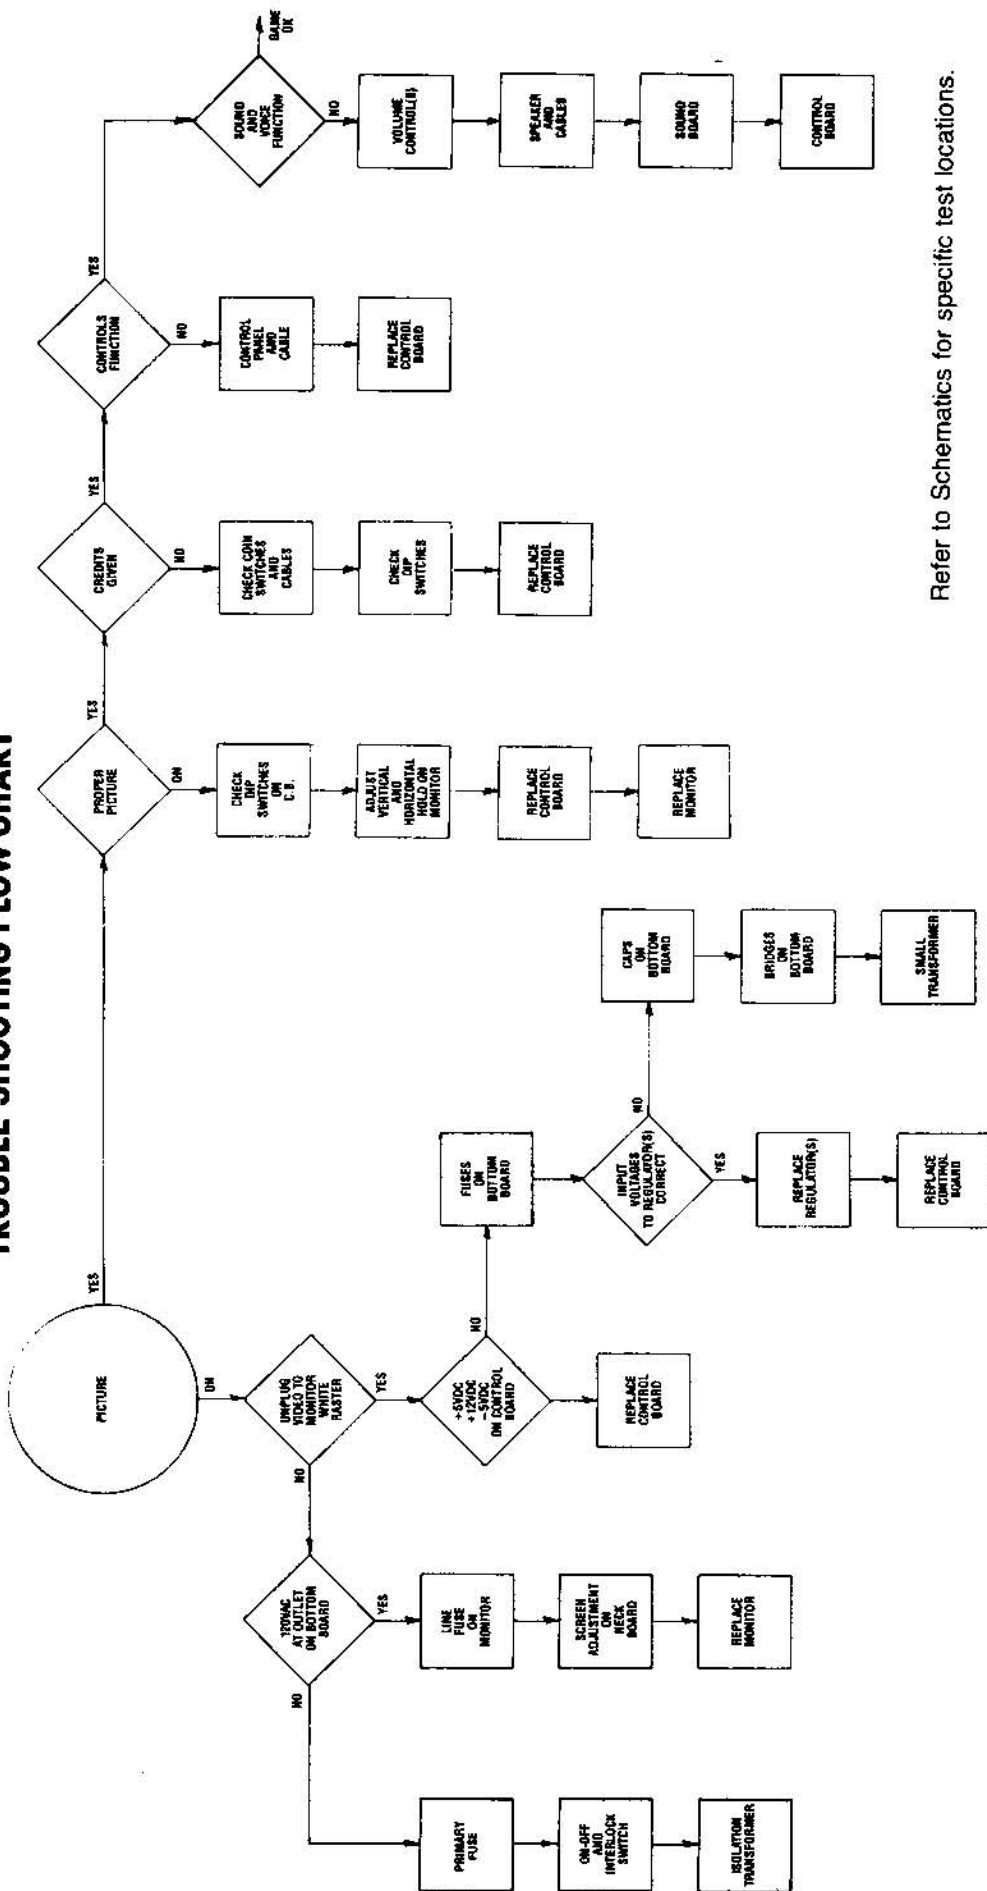 TROUBLE SHOOTING FLOW CHART
PICTURE
YES
ON
UNPLUG
VIDEO TO
MONITOR
WHITE
RASTER
NO
YES
120VAC
AT OUTLET
ON BOTTOM
BOARD
NO
YES
PRIMARY
FUSE
ON-OFF
AND
INTERLOCK
SWITCH
ISOLATION
TRANSFORMER
LINE
FUSE
ON
MONITOR
SCREEN
ADJUSTMENT
ON
NECK
BOARD
REPLACE
MONITOR
+5VDC
+12VDC
-5VDC
ON CONTROL
BOARD
NO
REPLACE
CONTROL
BOARD
FUSES
ON
BOTTOM
BOARD
INPUT
VOLTAGES
TO REGULATOR(S)
CORRECT
NO
YES
REPLACE
REGULATOR(S)
REPLACE
CONTROL
BOARD
CAPS
ON
BOTTOM
BOARD
BRIDGES
ON
BOTTOM
BOARD
SMALL
TRANSFORMER
PROPER
PICTURE
YES
ON
CHECK
DIP
SWITCHES
ON
C.B.
ADJUST
VERTICAL
AND
HORIZONTAL
HOLD ON
MONITOR
REPLACE
CONTROL
BOARD
REPLACE
MONITOR
CREDITS
GIVEN
YES
NO
CHECK COIN
SWITCHES
AND
CABLES
CHECK
DIP
SWITCHES
REPLACE
CONTROL
BOARD
CONTROLS
FUNCTION
YES
NO
CONTROL
PANEL
AND
CABLE
REPLACE
CONTROL
BOARD
SOUND
AND
VOICE
FUNCTION
GAME
OK
NO
VOLUME
CONTROL(S)
SPEAKER
AND
CABLES
SOUND
BOARD
CONTROL
BOARD
Refer to Schematics for specific test locations.